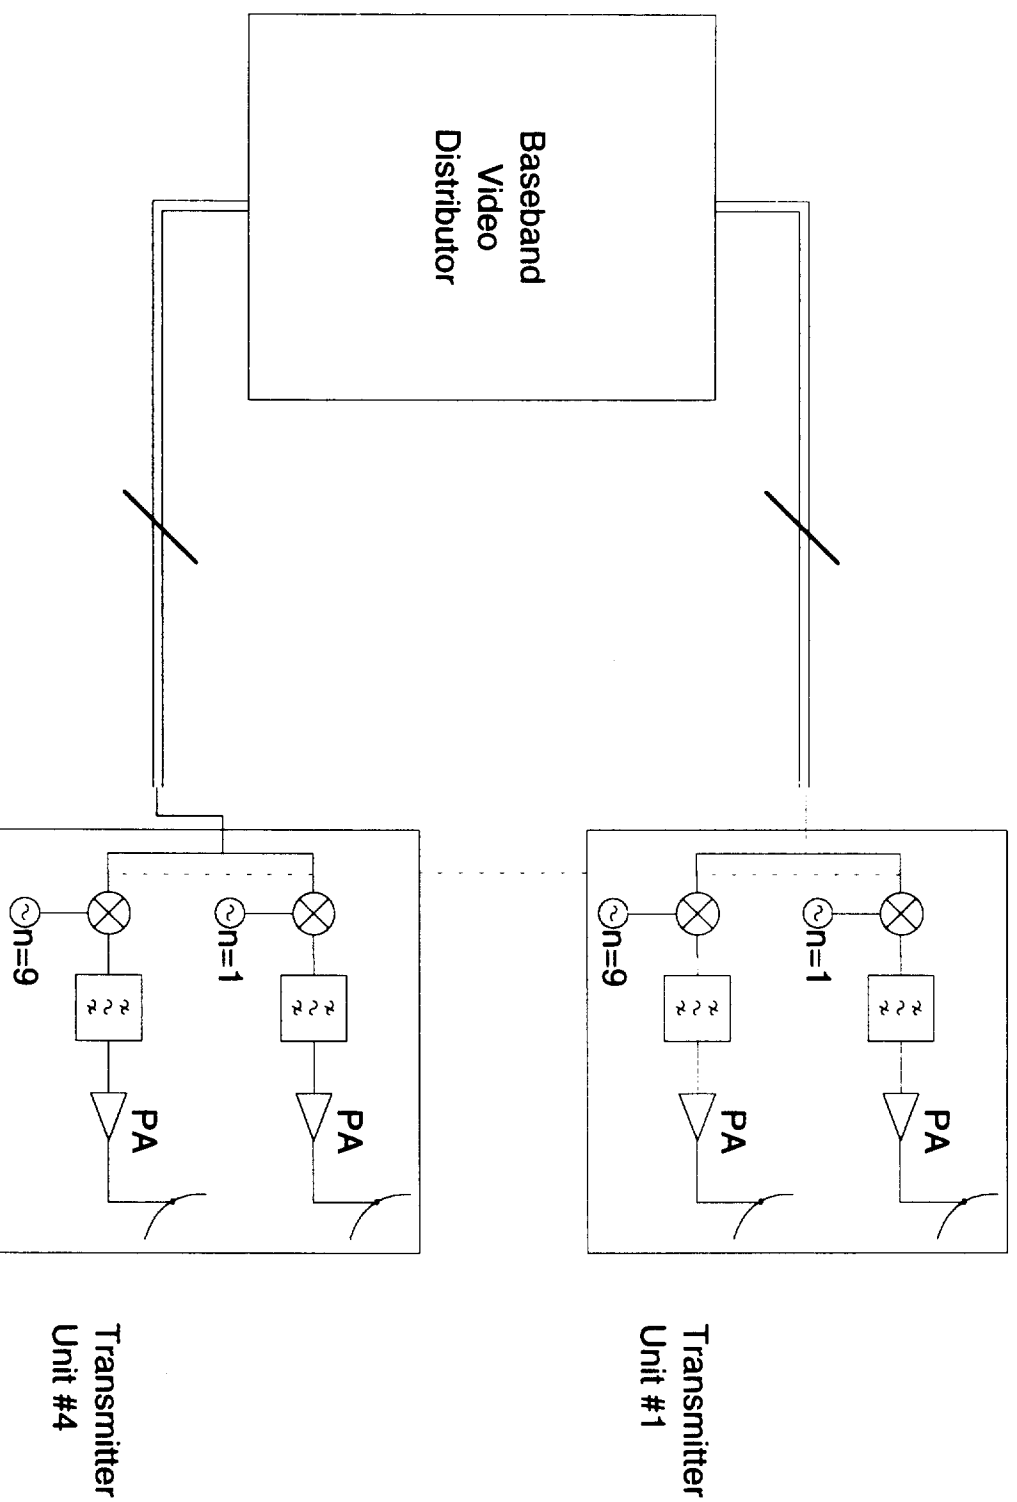 Baseband
Video
Distributor
n=1
PA
n=9
PA
Transmitter
Unit #1
n=1
PA
n=9
PA
Transmitter
Unit #4